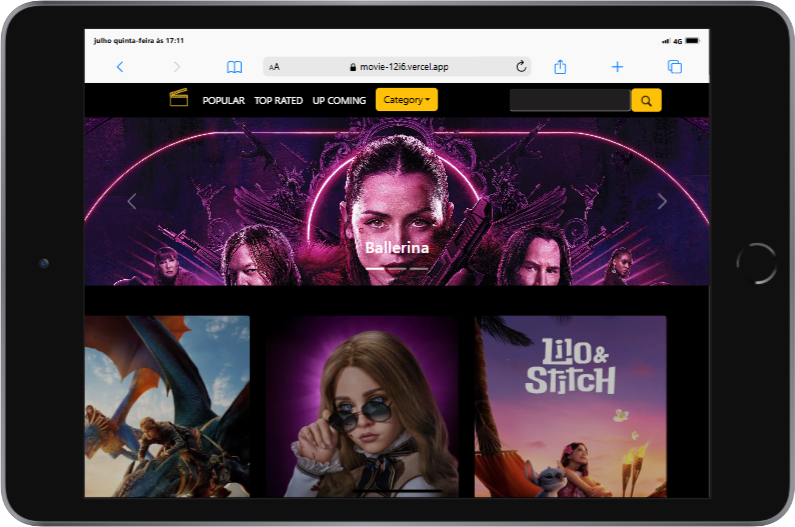 julho quinta-feira às 17:11
4G
AA
movie-12i6.vercel.app
POPULAR TOP RATED UP COMING Category
Ballerina
Lilo &
Stitch